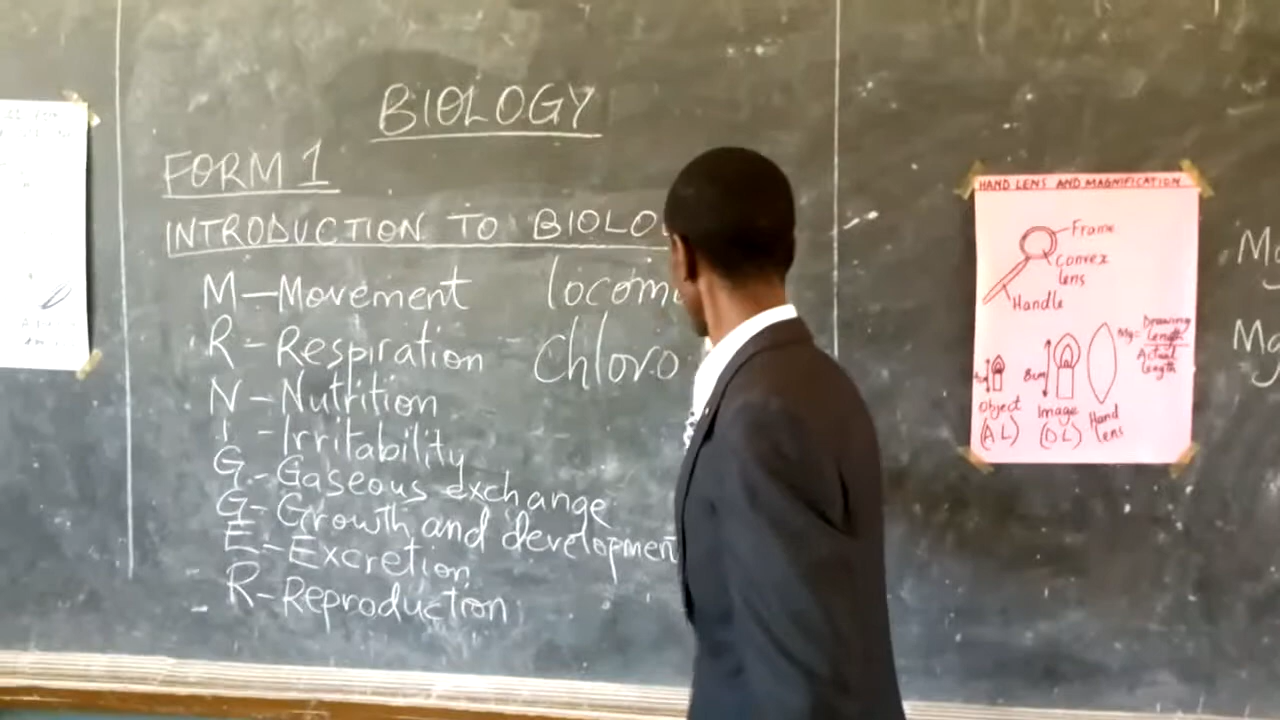 BIOLOGY
FORM 1
INTRODUCTION TO BIOLO
M-Movement locom
R-Respiration Chloro
N-Nutrition
I-Irritability
G-Gaseous exchange
G-Growth and development
E-Excretion
R-Reproduction
HAND LENS AND MAGNIFICATION
Frame
Convex
lens
Handle
Mg= Drawing
length
Actual
length
8cm
Object
(A L)
Image
(D L)
Hand
lens
Mg